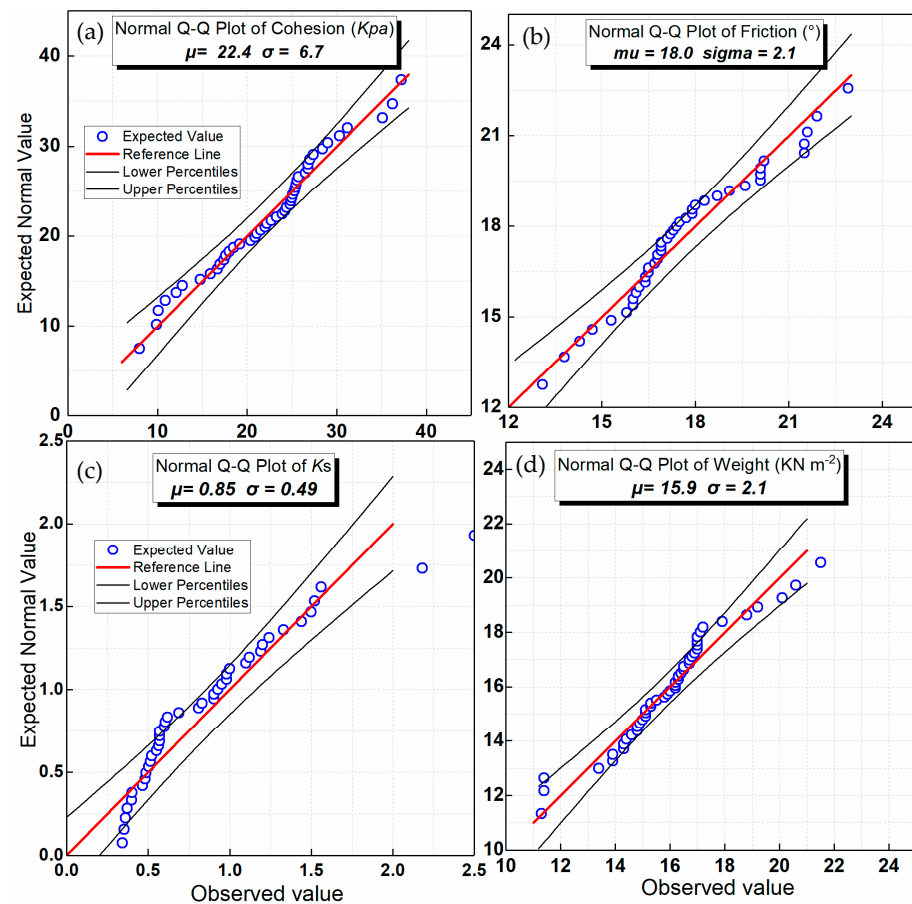 (a)
Normal Q-Q Plot of Cohesion (Kpa)
μ= 22.4 σ = 6.7
Expected Value
Reference Line
Lower Percentiles
Upper Percentiles
40
30
20
10
0
Expected Normal Value
10
20
30
40
(b)
Normal Q-Q Plot of Friction (°)
mu = 18.0 sigma = 2.1
24
21
18
15
12
12
15
18
21
24
(c)
Normal Q-Q Plot of Ks
μ= 0.85 σ = 0.49
Expected Value
Reference Line
Lower Percentiles
Upper Percentiles
2.5
2.0
1.5
1.0
0.5
0.0
Expected Normal Value
0.0
0.5
1.0
1.5
2.0
2.5
Observed value
(d)
Normal Q-Q Plot of Weight (KN m⁻²)
μ= 15.9 σ = 2.1
24
22
20
18
16
14
12
10
10
12
14
16
18
20
22
24
Observed value